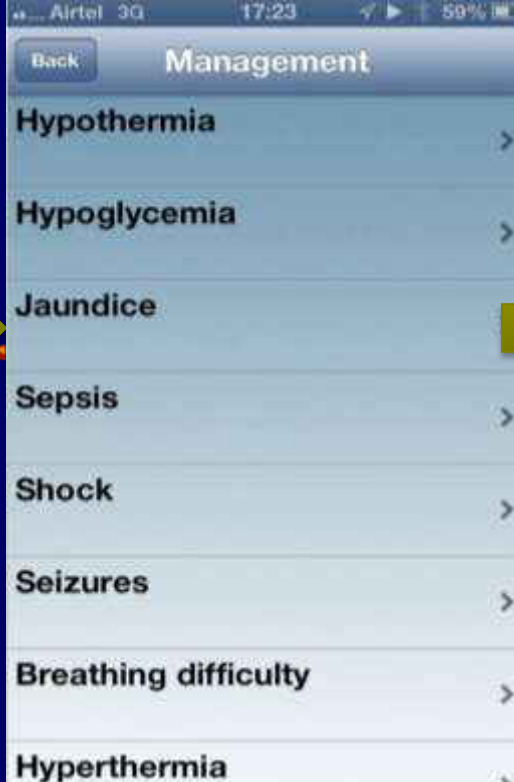 Airtel 3G 17:23 59%
Back Management
Hypothermia
Hypoglycemia
Jaundice
Sepsis
Shock
Seizures
Breathing difficulty
Hyperthermia